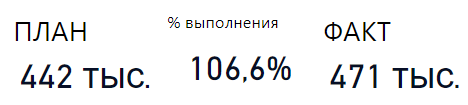 ПЛАН
442 тыс.
% выполнения
106,6%
ФАКТ
471 тыс.